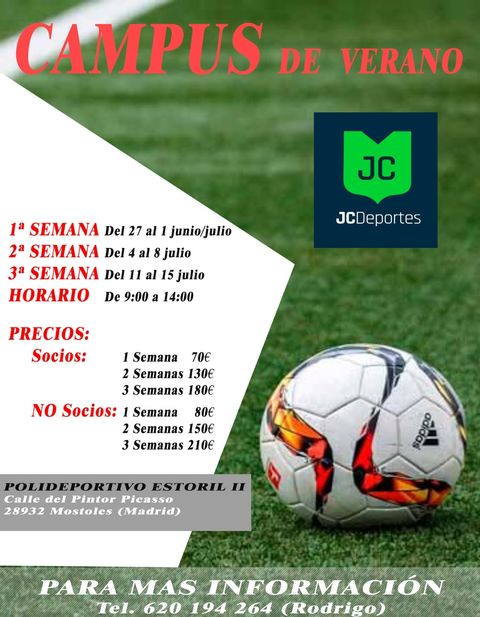 CAMPUS DE VERANO
JC
JCDeportes
1ª SEMANA Del 27 al 1 junio/julio
2ª SEMANA Del 4 al 8 julio
3ª SEMANA Del 11 al 15 julio
HORARIO De 9:00 a 14:00
PRECIOS:
Socios: 1 Semana 70€
2 Semanas 130€
3 Semanas 180€
NO Socios: 1 Semana 80€
2 Semanas 150€
3 Semanas 210€
adidas
POLIDEPORTIVO ESTORIL II
Calle del Pintor Picasso
28932 Mostoles (Madrid)
PARA MAS INFORMACIÓN
Tel. 620 194 264 (Rodrigo)